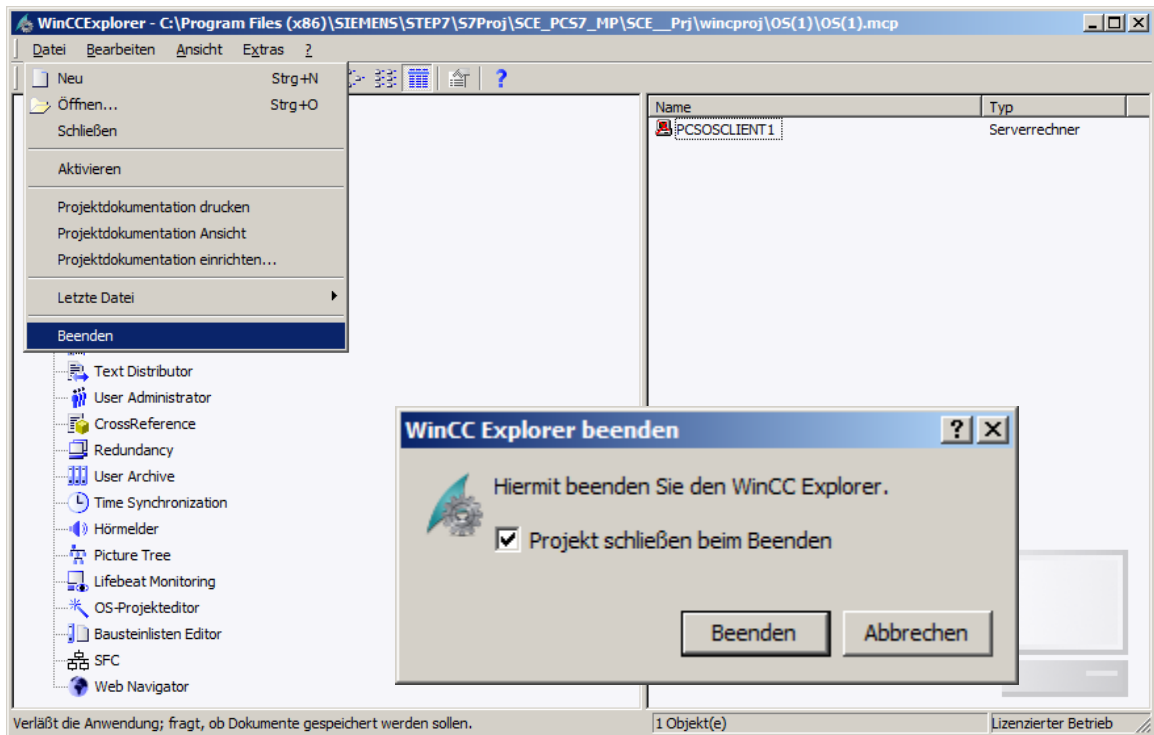 WinCCExplorer - C:\Program Files (x86)\SIEMENS\STEP7\S7Proj\SCE_PCS7_MP\SCE__Prj\wincproj\OS(1)\OS(1).mcp
Datei Bearbeiten Ansicht Extras ?
Neu Strg+N
Öffnen... Strg+O
Schließen
Aktivieren
Projektdokumentation drucken
Projektdokumentation Ansicht
Projektdokumentation einrichten...
Letzte Datei
Beenden
Text Distributor
User Administrator
CrossReference
Redundancy
User Archive
Time Synchronization
Hörmelder
Picture Tree
Lifebeat Monitoring
OS-Projekteditor
Bausteinlisten Editor
SFC
Web Navigator
Name Typ
PCSOSCLIENT1 Serverrechner
WinCC Explorer beenden
Hiermit beenden Sie den WinCC Explorer.
Projekt schließen beim Beenden
Beenden Abbrechen
Verläßt die Anwendung; fragt, ob Dokumente gespeichert werden sollen. 1 Objekt(e) Lizenzierter Betrieb